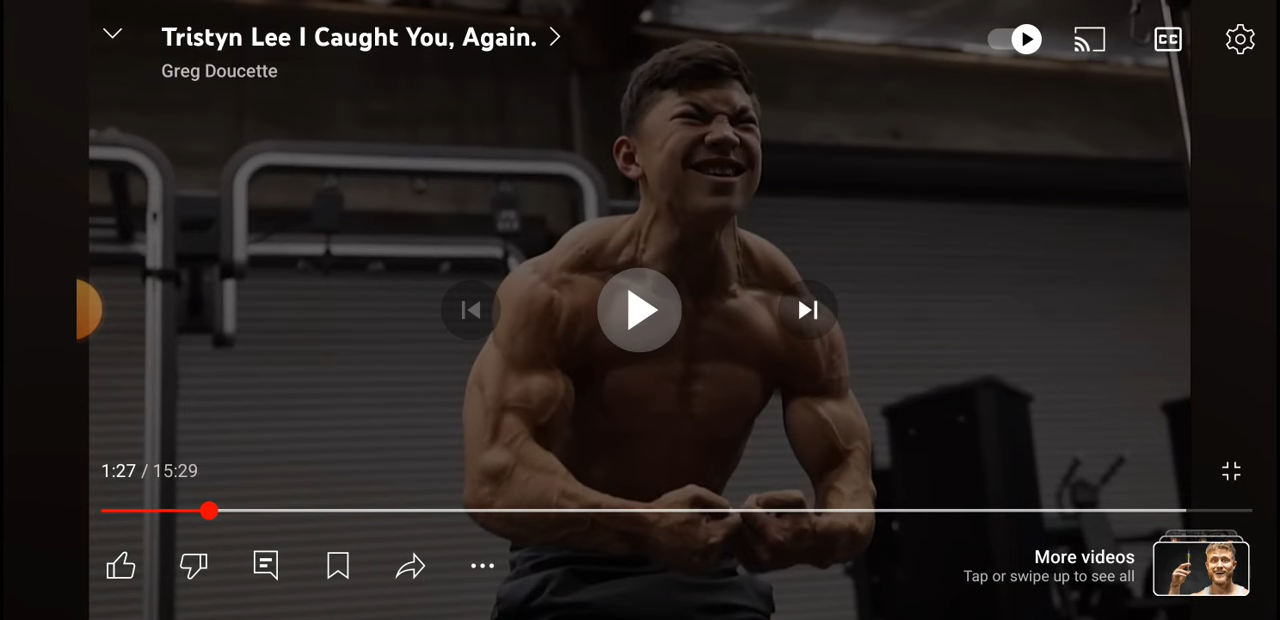 Tristyn Lee I Caught You, Again.
Greg Doucette
CC
1:27 / 15:29
More videos
Tap or swipe up to see all